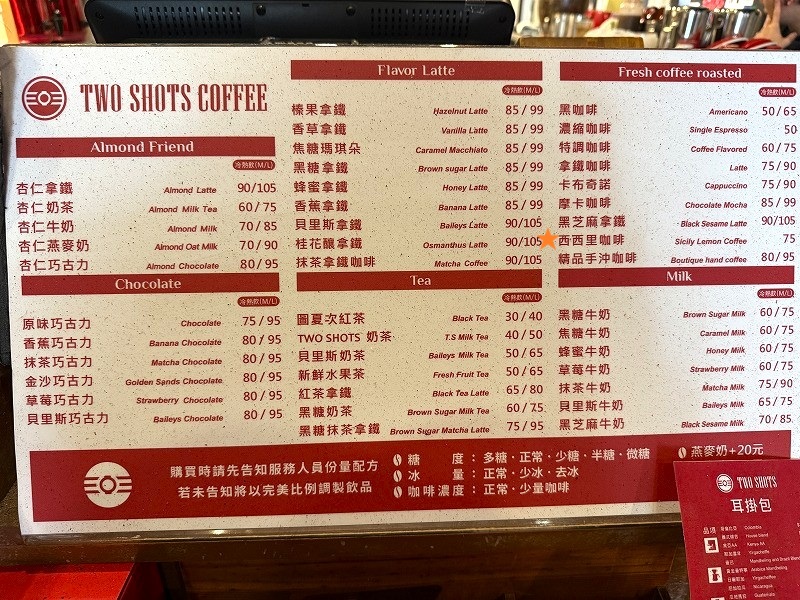 TWO SHOTS COFFEE
Almond Friend
冷熱飲(M/L)
杏仁拿鐵 Almond Latte 90/105
杏仁奶茶 Almond Milk Tea 60/75
杏仁牛奶 Almond Milk 70/85
杏仁燕麥奶 Almond Oat Milk 70/90
杏仁巧古力 Almond Chocolate 80/95
Chocolate
冷熱飲(M/L)
原味巧古力 Chocolate 75/95
香蕉巧古力 Banana Chocolate 80/95
抹茶巧古力 Matcha Chocolate 80/95
金沙巧古力 Golden Sands Chocolate 80/95
草莓巧古力 Strawberry Chocolate 80/95
貝里斯巧古力 Baileys Chocolate 80/95
Flavor Latte
冷熱飲(M/L)
榛果拿鐵 Hazelnut Latte 85/99
香草拿鐵 Vanilla Latte 85/99
焦糖瑪琪朵 Caramel Macchiato 85/99
黑糖拿鐵 Brown sugar Latte 85/99
蜂蜜拿鐵 Honey Latte 85/99
香蕉拿鐵 Banana Latte 85/99
貝里斯拿鐵 Baileys Latte 90/105
桂花釀拿鐵 Osmanthus Latte 90/105
抹茶拿鐵咖啡 Matcha Coffee 90/105
Tea
冷熱飲(M/L)
圖夏次紅茶 Black Tea 30/40
TWO SHOTS 奶茶 T.S Milk Tea 40/50
貝里斯奶茶 Baileys Milk Tea 50/65
新鮮水果茶 Fresh Fruit Tea 50/65
紅茶拿鐵 Black Tea Latte 65/80
黑糖奶茶 Brown Sugar Milk Tea 60/75
黑糖抹茶拿鐵 Brown Sugar Matcha Latte 75/95
Fresh coffee roasted
冷熱飲(M/L)
黑咖啡 Americano 50/65
濃縮咖啡 Single Espresso 50
特調咖啡 Coffee Flavored 60/75
拿鐵咖啡 Latte 75/90
卡布奇諾 Cappuccino 75/90
摩卡咖啡 Chocolate Mocha 85/99
黑芝麻拿鐵 Black Sesame Latte 90/105
西西里咖啡 Sicily Lemon Coffee 75
精品手沖咖啡 Boutique hand coffee 80/95
Milk
冷熱飲(M/L)
黑糖牛奶 Brown Sugar Milk 60/75
焦糖牛奶 Caramel Milk 60/75
蜂蜜牛奶 Honey Milk 60/75
草莓牛奶 Strawberry Milk 60/75
抹茶牛奶 Matcha Milk 75/90
貝里斯牛奶 Baileys Milk 65/75
黑芝麻牛奶 Black Sesame Milk 70/85
購買時請先告知服務人員份量配方
若未告知將以完美比例調製飲品
糖 度：多糖·正常·少糖·半糖·微糖
冰 量：正常·少冰·去冰
咖啡濃度：正常·少量咖啡
燕麥奶+20元
TWO SHOTS
耳掛包
品項
Colombia
House blend
Kenya AA
Yirgacheffe
Yirgacheffe
Nicaragua
Guatemala